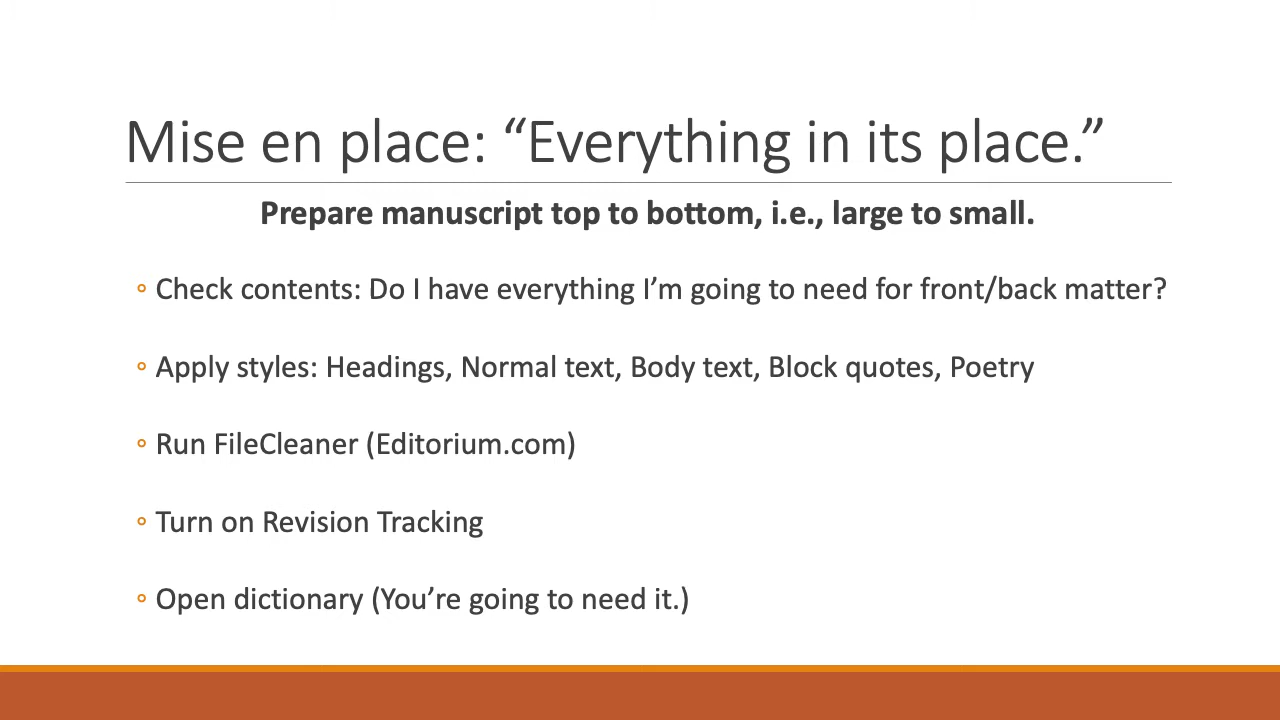 Mise en place: “Everything in its place.”
Prepare manuscript top to bottom, i.e., large to small.
◦ Check contents: Do I have everything I’m going to need for front/back matter?
◦ Apply styles: Headings, Normal text, Body text, Block quotes, Poetry
◦ Run FileCleaner (Editorium.com)
◦ Turn on Revision Tracking
◦ Open dictionary (You’re going to need it.)